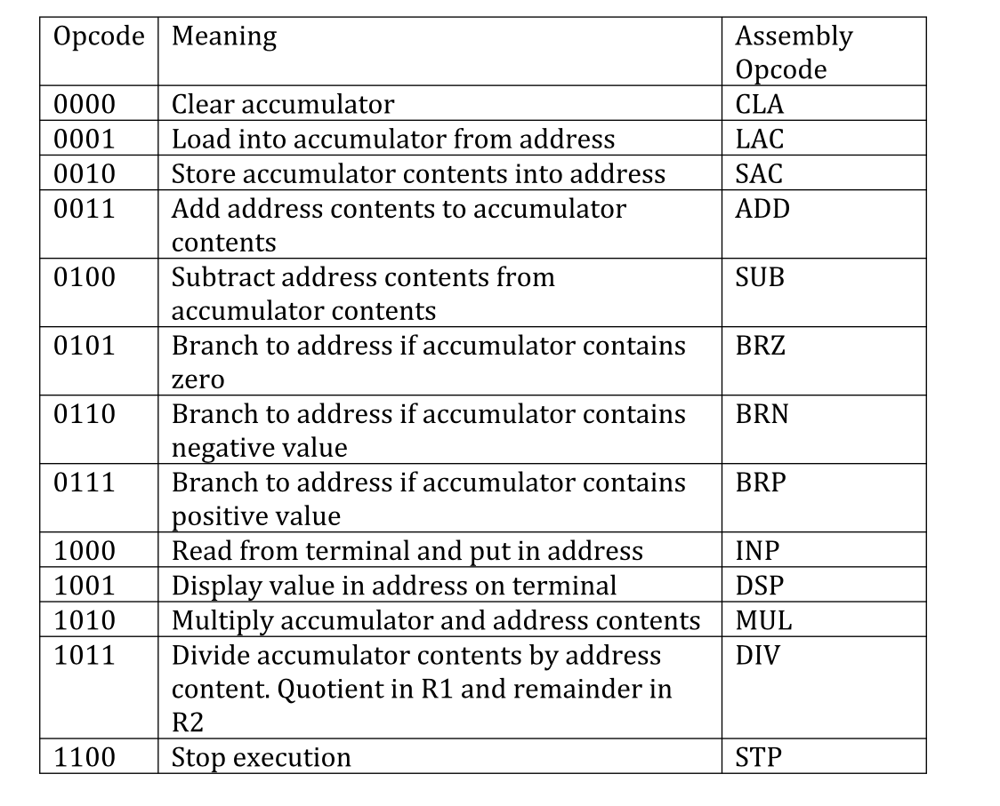 Opcode Meaning Assembly
Opcode
0000 Clear accumulator CLA
0001 Load into accumulator from address LAC
0010 Store accumulator contents into address SAC
0011 Add address contents to accumulator ADD
contents
0100 Subtract address contents from SUB
accumulator contents
0101 Branch to address if accumulator contains BRZ
zero
0110 Branch to address if accumulator contains BRN
negative value
0111 Branch to address if accumulator contains BRP
positive value
1000 Read from terminal and put in address INP
1001 Display value in address on terminal DSP
1010 Multiply accumulator and address contents MUL
1011 Divide accumulator contents by address DIV
content. Quotient in R1 and remainder in
R2
1100 Stop execution STP